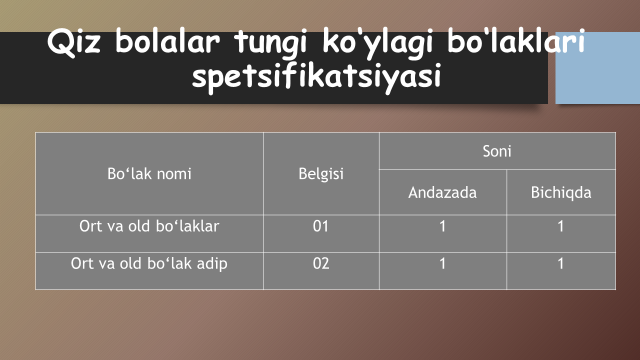 Qiz bolalar tungi ko‘ylagi bo‘laklari
spetsifikatsiyasi
Bo‘lak nomi Belgisi Soni
Andazada Bichiqda
Ort va old bo‘laklar 01 1 1
Ort va old bo‘lak adip 02 1 1